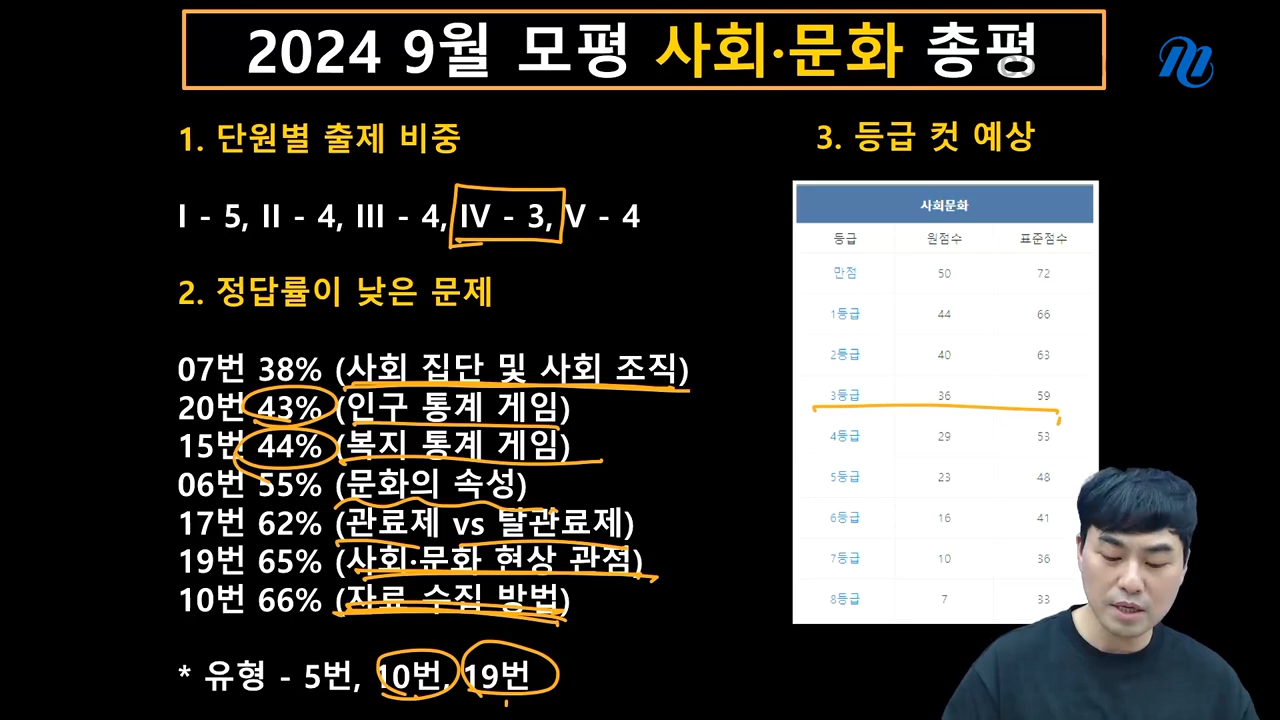 2024 9월 모평 사회·문화 총평
1. 단원별 출제 비중
I - 5, II - 4, III - 4, IV - 3, V - 4
2. 정답률이 낮은 문제
07번 38% (사회 집단 및 사회 조직)
20번 43% (인구 통계 게임)
15번 44% (복지 통계 게임)
06번 55% (문화의 속성)
17번 62% (관료제 vs 탈관료제)
19번 65% (사회·문화 현상 관점)
10번 66% (자료 수집 방법)
* 유형 - 5번, 10번, 19번
3. 등급 컷 예상
사회문화
등급 원점수 표준점수
만점 50 72
1등급 44 66
2등급 40 63
3등급 36 59
4등급 29 53
5등급 23 48
6등급 16 41
7등급 10 36
8등급 7 33